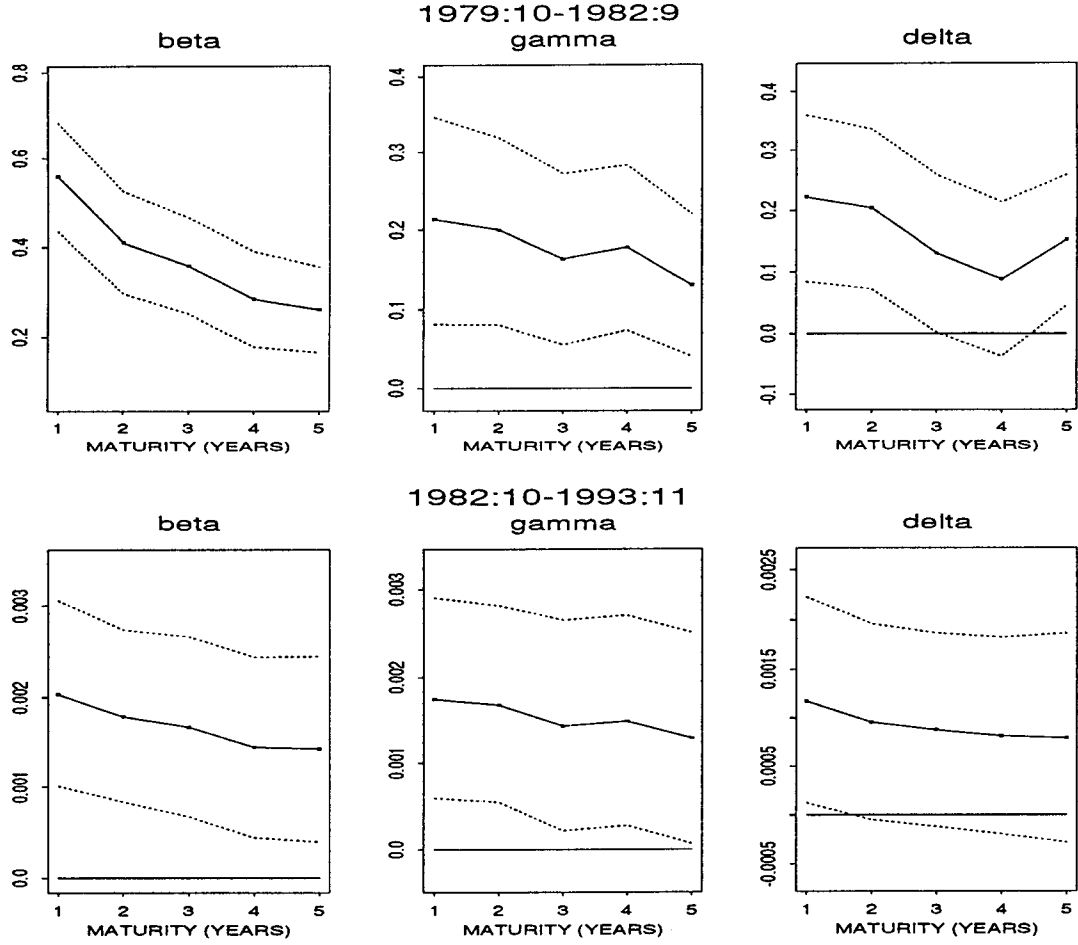 1979:10-1982:9
beta
gamma
delta
0.8
0.6
0.4
0.2
1 2 3 4 5
MATURITY (YEARS)
0.4
0.3
0.2
0.1
0.0
1 2 3 4 5
MATURITY (YEARS)
0.4
0.3
0.2
0.1
0.0
-0.1
1 2 3 4 5
MATURITY (YEARS)
1982:10-1993:11
beta
gamma
delta
0.003
0.002
0.001
0.0
1 2 3 4 5
MATURITY (YEARS)
0.003
0.002
0.001
0.0
1 2 3 4 5
MATURITY (YEARS)
0.0025
0.0015
0.0005
-0.0005
1 2 3 4 5
MATURITY (YEARS)